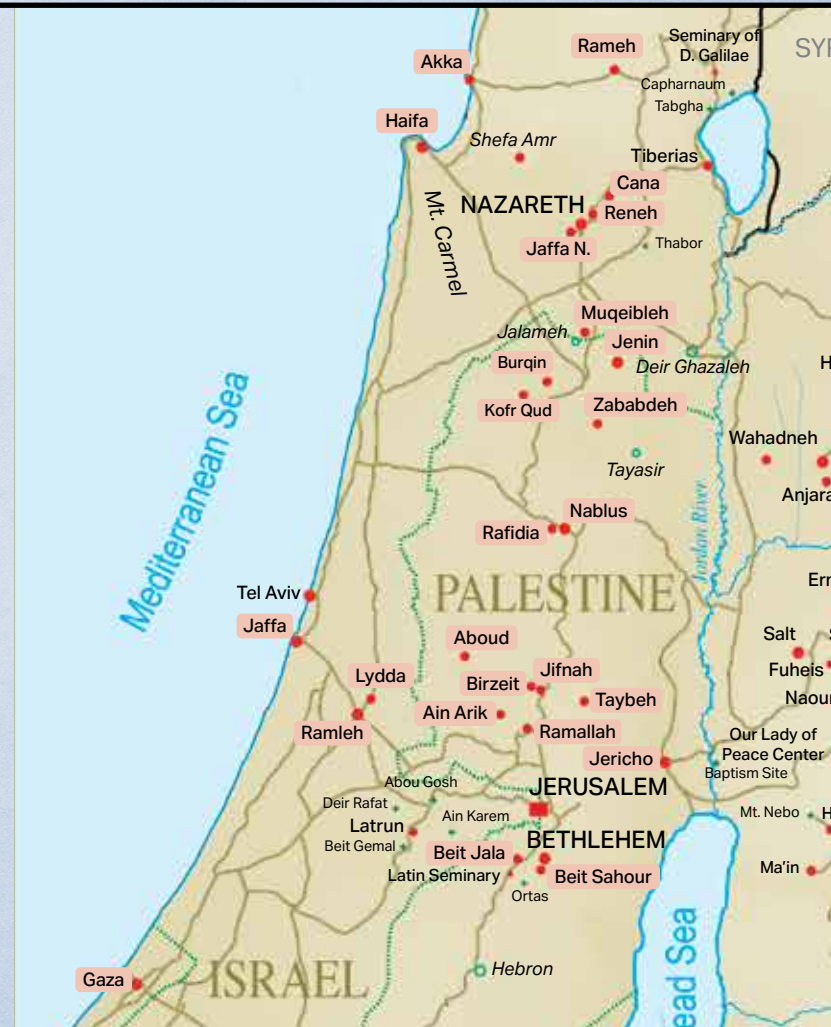 Seminary of
D. Galilae
SYR
Rameh
Akka
Capharnaum
Tabgha
Haifa
Shefa Amr
Tiberias
Cana
NAZARETH
Reneh
Mt. Carmel
Jaffa N.
Thabor
Muqeibleh
Jalameh
Jenin
Burqin
Deir Ghazaleh
H
Kofr Qud
Zababdeh
Wahadneh
Tayasir
Mediterranean Sea
Anjara
Nablus
Rafidia
Jordan River
PALESTINE
Tel Aviv
Ern
Jaffa
Aboud
Salt
S
Lydda
Jifnah
Birzeit
Fuheis
Taybeh
Naour
Ain Arik
Ramleh
Ramallah
Our Lady of
Peace Center
Jericho
Baptism Site
Abou Gosh
JERUSALEM
Deir Rafat
Ain Karem
Mt. Nebo
H
Latrun
Beit Gemal
BETHLEHEM
Beit Jala
Ma'in
Latin Seminary
Beit Sahour
Ortas
Hebron
ead Sea
Gaza
ISRAEL